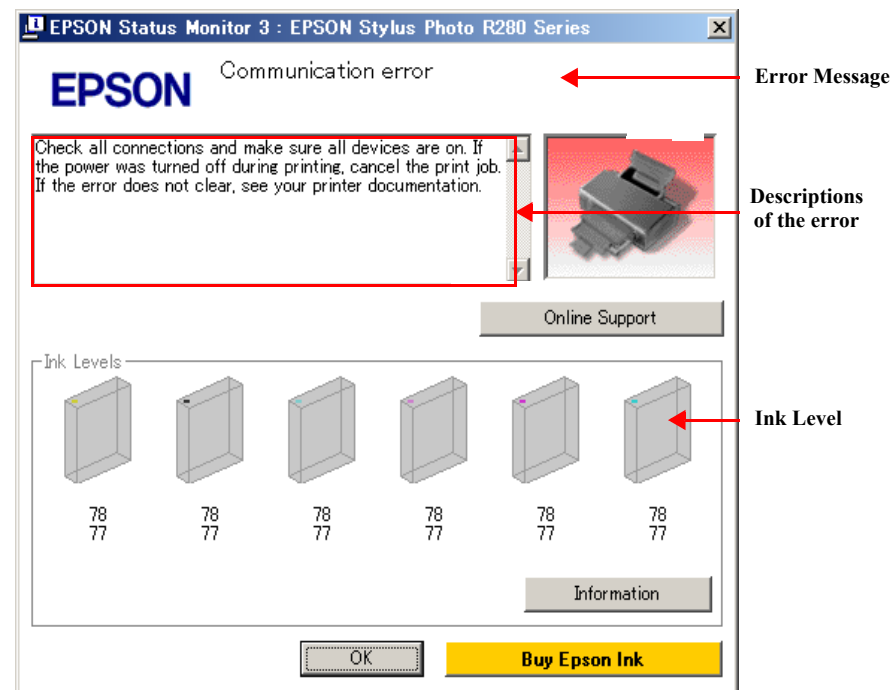 EPSON Status Monitor 3 : EPSON Stylus Photo R280 Series
EPSON
Communication error
Error Message
Check all connections and make sure all devices are on. If
the power was turned off during printing, cancel the print job.
If the error does not clear, see your printer documentation.
Descriptions
of the error
Online Support
Ink Levels
Ink Level
78 78 78 78 78 78
77 77 77 77 77 77
Information
OK
Buy Epson Ink